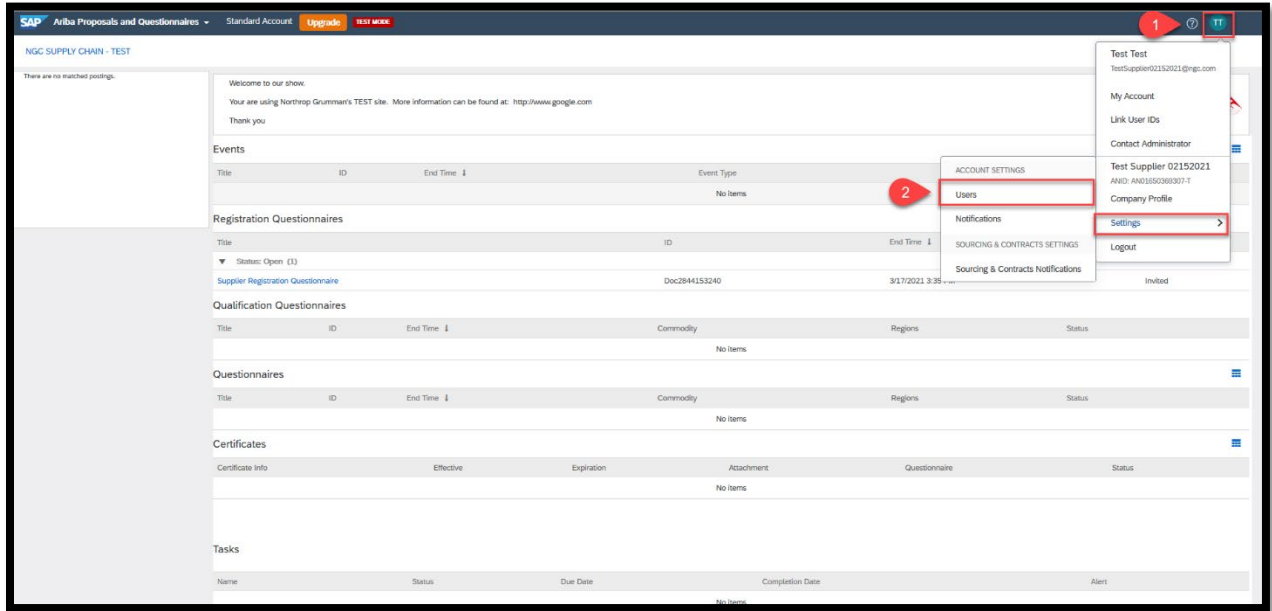 SAP Ariba Proposals and Questionnaires Standard Account Upgrade TEST MODE 1 TT
NGC SUPPLY CHAIN - TEST
There are no matched postings.
Welcome to our show.
Your are using Northrop Grumman's TEST site. More information can be found at: http://www.google.com
Thank you
Test Test
TestSupplier02152021@ngc.com
My Account
Link User IDs
Contact Administrator
Test Supplier 02152021
ANID: AN01650369307-T
Company Profile
Settings
Logout
ACCOUNT SETTINGS
2 Users
Notifications
SOURCING & CONTRACTS SETTINGS
Sourcing & Contracts Notifications
Events
Title ID End Time Event Type
No items
Registration Questionnaires
Title ID End Time
Status: Open (1)
Supplier Registration Questionnaire Doc2844153240 3/17/2021 Invited
Qualification Questionnaires
Title ID End Time Commodity Regions Status
No items
Questionnaires
Title ID End Time Commodity Regions Status
No items
Certificates
Certificate Info Effective Expiration Attachment Questionnaire Status
No items
Tasks
Name Status Due Date Completion Date Alert
No items